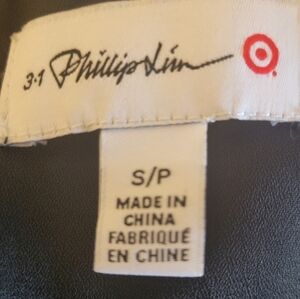 3.1 Phillip Lim
S/P
MADE IN
CHINA
FABRIQUÉ
EN CHINE